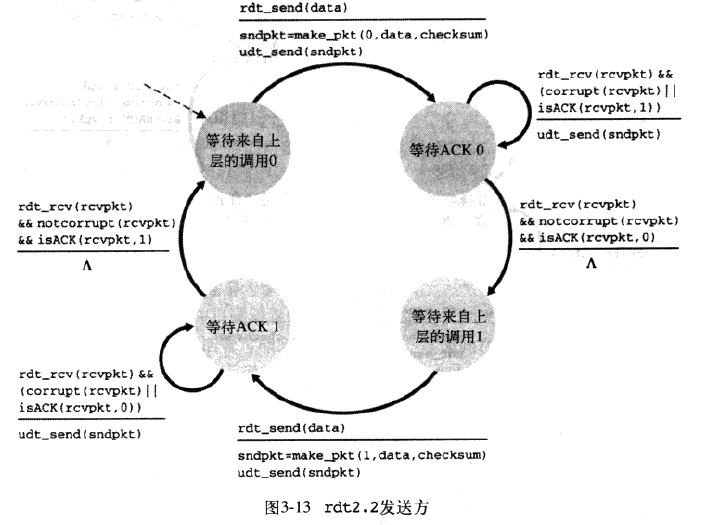 rdt_send(data)
sndpkt=make_pkt(0,data,checksum)
udt_send(sndpkt)
rdt_rcv(rcvpkt) &&
(corrupt(rcvpkt)||
isACK(rcvpkt,1))
udt_send(sndpkt)
等待来自上
层的调用0
等待ACK 0
rdt_rcv(rcvpkt)
&& notcorrupt(rcvpkt)
&& isACK(rcvpkt,1)
Λ
rdt_rcv(rcvpkt)
&& notcorrupt(rcvpkt)
&& isACK(rcvpkt,0)
Λ
等待ACK 1
等待来自上
层的调用1
rdt_rcv(rcvpkt) &&
(corrupt(rcvpkt)||
isACK(rcvpkt,0))
udt_send(sndpkt)
rdt_send(data)
sndpkt=make_pkt(1,data,checksum)
udt_send(sndpkt)
图3-13 rdt2.2发送方